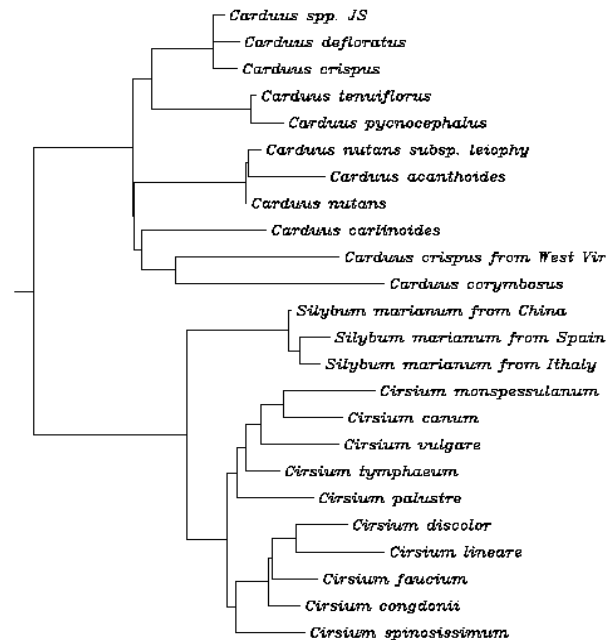 Carduus spp. JS
Carduus defloratus
Carduus crispus
Carduus tenuiflorus
Carduus pycnocephalus
Carduus nutans subsp. leiophy
Carduus acanthoides
Carduus nutans
Carduus carlinoides
Carduus crispus from West Vir
Carduus corymbosus
Silybum marianum from China
Silybum marianum from Spain
Silybum marianum from Ithaly
Cirsium monspessulanum
Cirsium canum
Cirsium vulgare
Cirsium tymphaeum
Cirsium palustre
Cirsium discolor
Cirsium lineare
Cirsium faucium
Cirsium congdonii
Cirsium spinosissimum